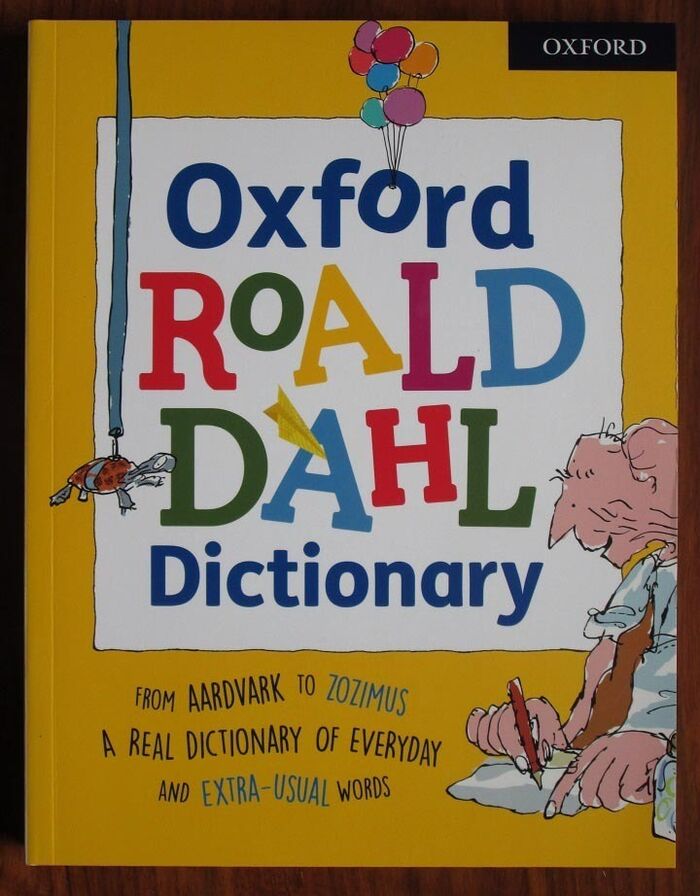 OXFORD
Oxford
ROALD
DAHL
Dictionary
FROM AARDVARK TO ZOZIMUS
A REAL DICTIONARY OF EVERYDAY
AND EXTRA-USUAL WORDS